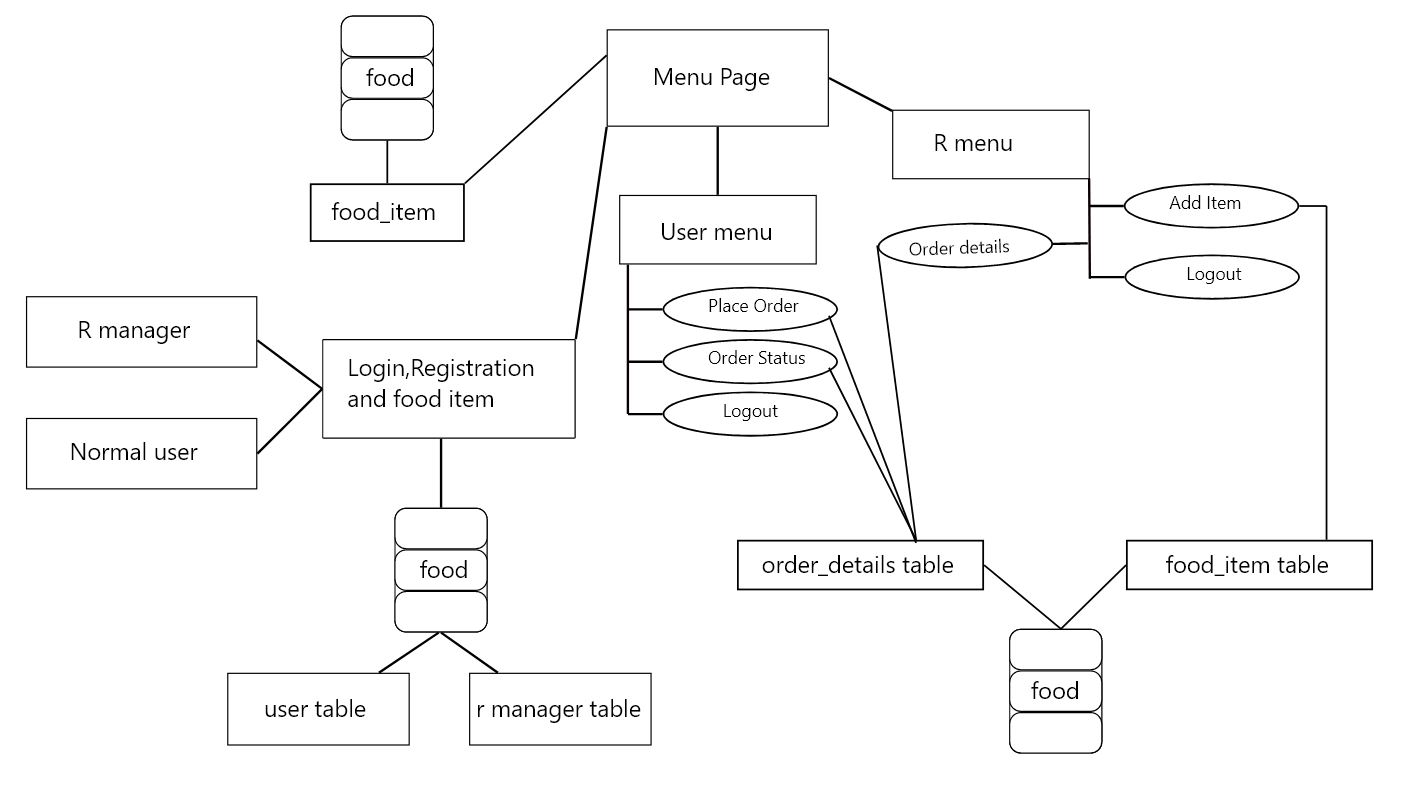 food
Menu Page
R menu
food_item
User menu
Add Item
Order details
Logout
Place Order
Order Status
Logout
R manager
Login,Registration
and food item
Normal user
food
order_details table
food_item table
user table
r manager table
food